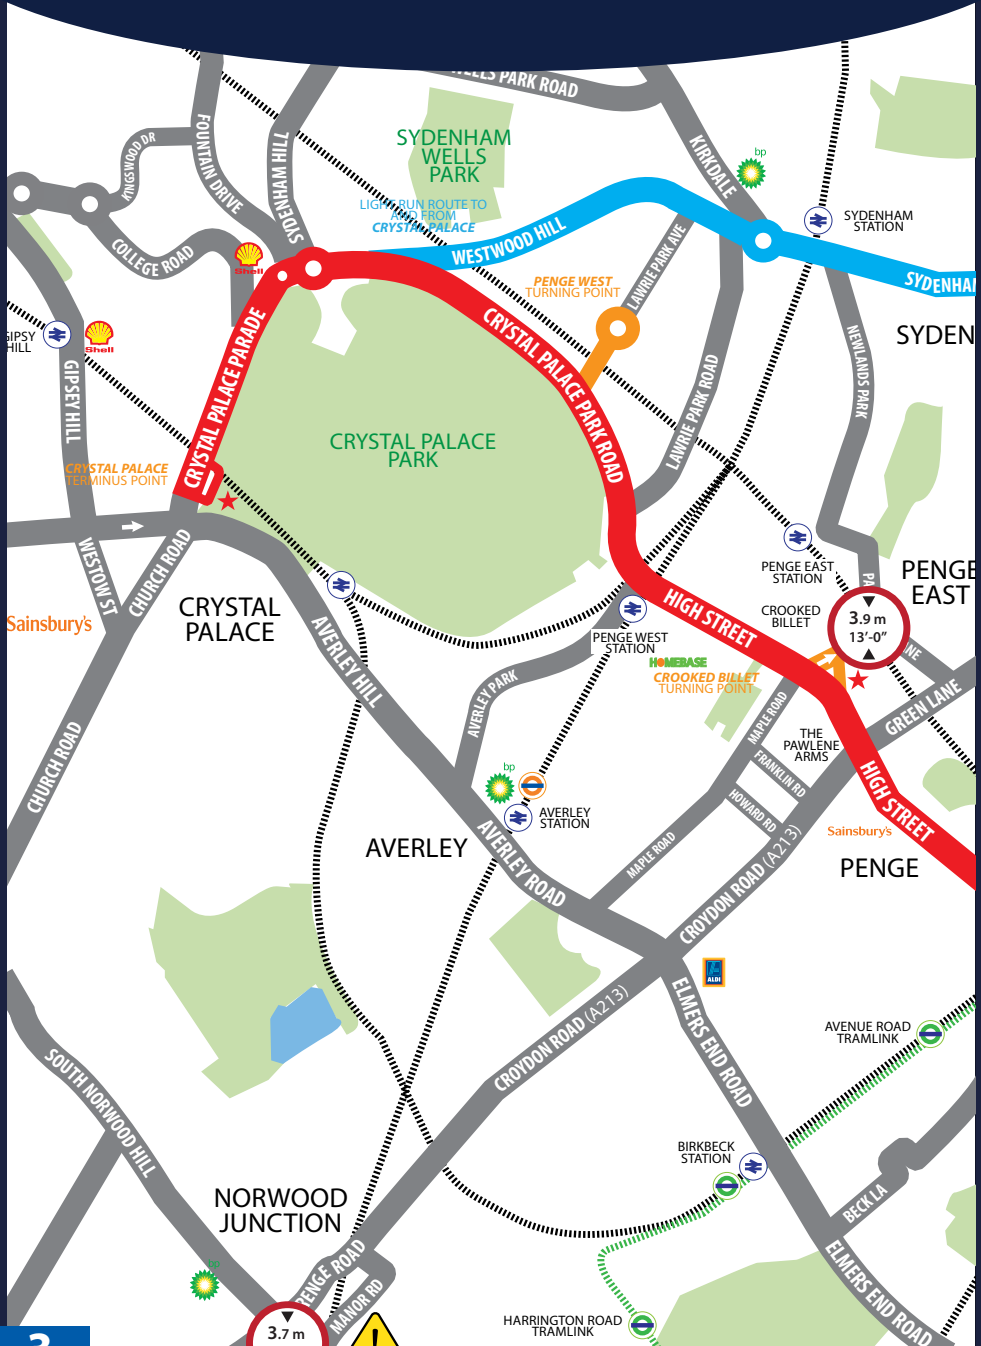 WELLS PARK ROAD
SYDENHAM
WELLS
PARK
KIRKDALE
bp
KINGSWOOD DR
FOUNTAIN DRIVE
SYDENHAM HILL
LIGHT RUN ROUTE TO
AND FROM
CRYSTAL PALACE
SYDENHAM
STATION
WESTWOOD HILL
COLLEGE ROAD
Shell
LAWRIE PARK AVE
SYDENHA
PENGE WEST
TURNING POINT
GIPSY
HILL
Shell
SYDEN
CRYSTAL PALACE PARADE
CRYSTAL PALACE PARK ROAD
NEWLANDS PARK
GIPSEY HILL
LAWRIE PARK ROAD
CRYSTAL PALACE
PARK
CRYSTAL PALACE
TERMINUS POINT
WESTOW ST
CHURCH ROAD
PENGE EAST
STATION
PA
PENGE
EAST
Sainsbury's
CRYSTAL
PALACE
HIGH STREET
CROOKED
BILLET
3.9 m
13'-0"
NE
AVERLEY HILL
PENGE WEST
STATION
HOMEBASE
CROOKED BILLET
TURNING POINT
AVERLEY PARK
MAPLE ROAD
GREEN LANE
CHURCH ROAD
THE
PAWLENE
ARMS
FRANKLIN RD
HIGH STREET
bp
HOWARD RD
AVERLEY
STATION
Sainsbury's
AVERLEY
AVERLEY ROAD
MAPLE ROAD
CROYDON ROAD (A213)
PENGE
ALDI
ELMERS END ROAD
CROYDON ROAD (A213)
AVENUE ROAD
TRAMLINK
SOUTH NORWOOD HILL
BIRKBECK
STATION
BECK LA
NORWOOD
JUNCTION
bp
PENGE ROAD
MANOR RD
ELMERS END ROAD
3.7 m
HARRINGTON ROAD
TRAMLINK